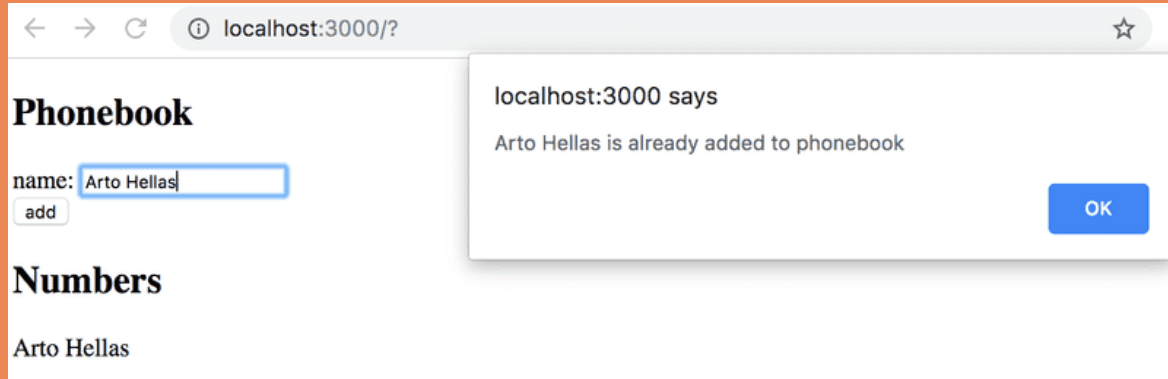 localhost:3000/?
localhost:3000 says
Arto Hellas is already added to phonebook
OK
Phonebook
name: Arto Hellas
add
Numbers
Arto Hellas